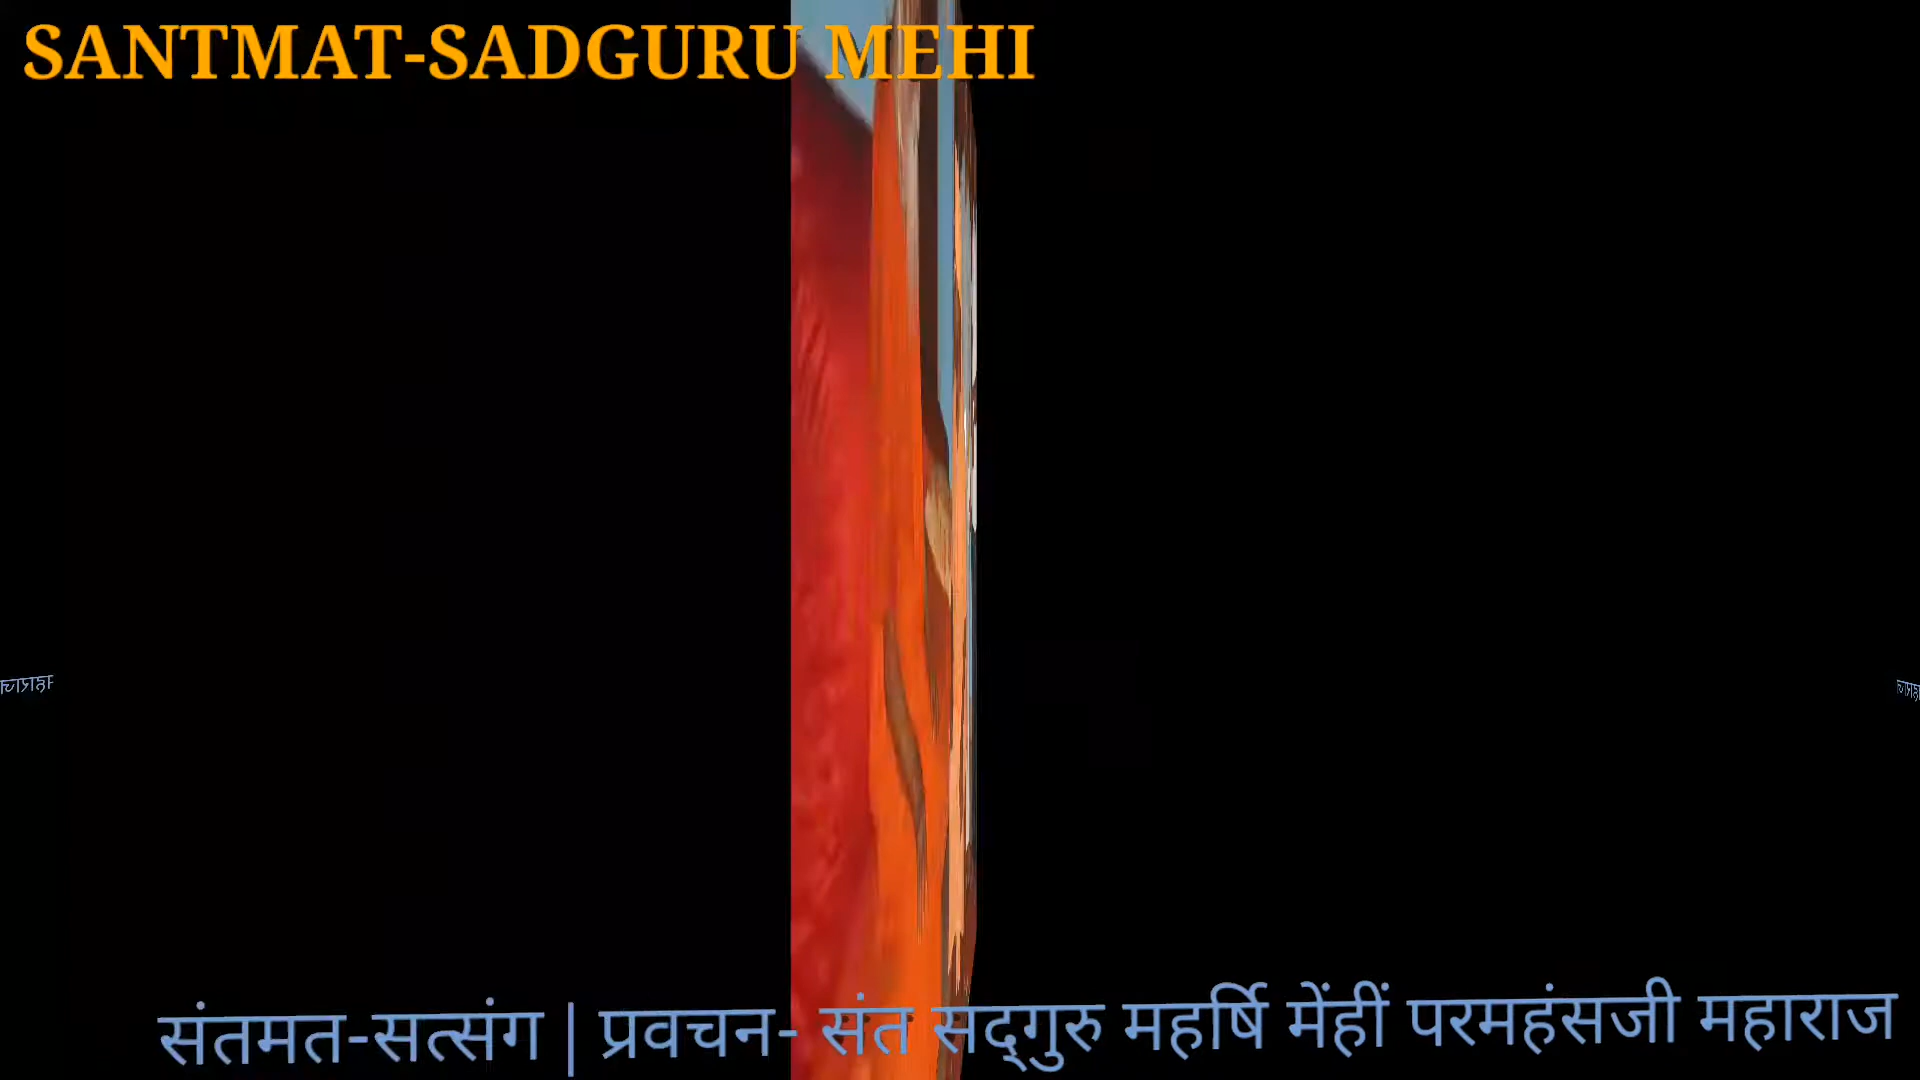 SANTMAT-SADGURU MEHI
संतमत-सत्संग | प्रवचन- संत सद्‌गुरु महर्षि मेंहीं परमहंसजी महाराज